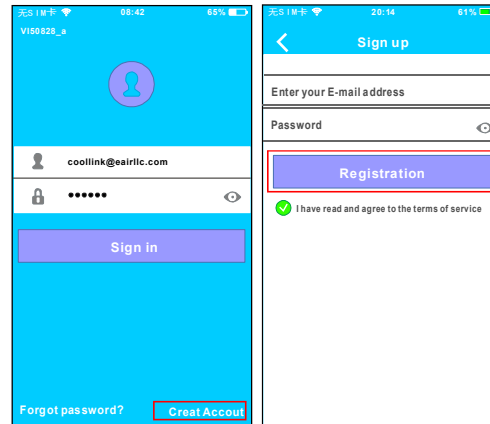 无SIM卡 08:42 65%
VI50828_a
coollink@eairllc.com
••••••
Sign in
Forgot password? Creat Accout
无SIM卡 20:14 61%
Sign up
Enter your E-mail address
Password
Registration
I have read and agree to the terms of service